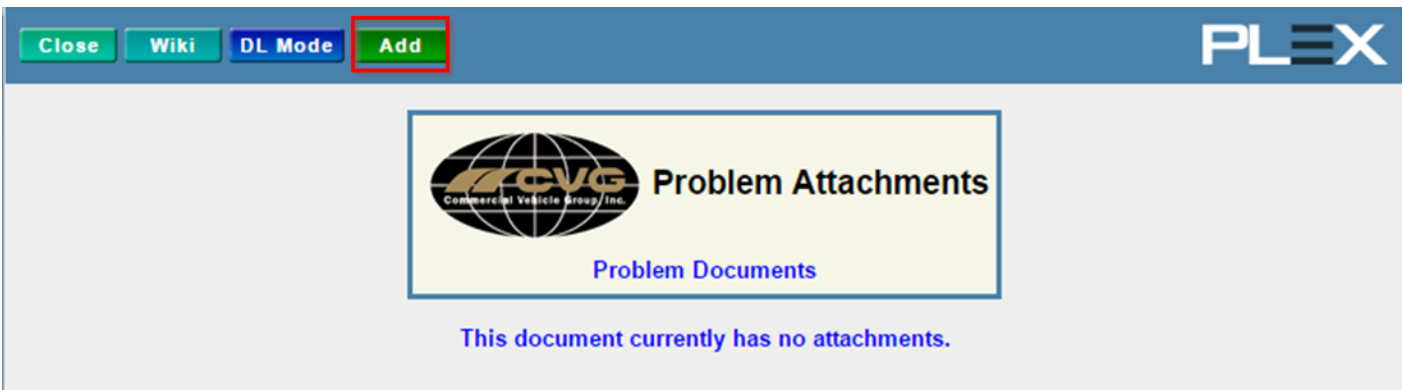 Close Wiki DL Mode Add PLEX
CVG
Commercial Vehicle Group, Inc.
Problem Attachments
Problem Documents
This document currently has no attachments.